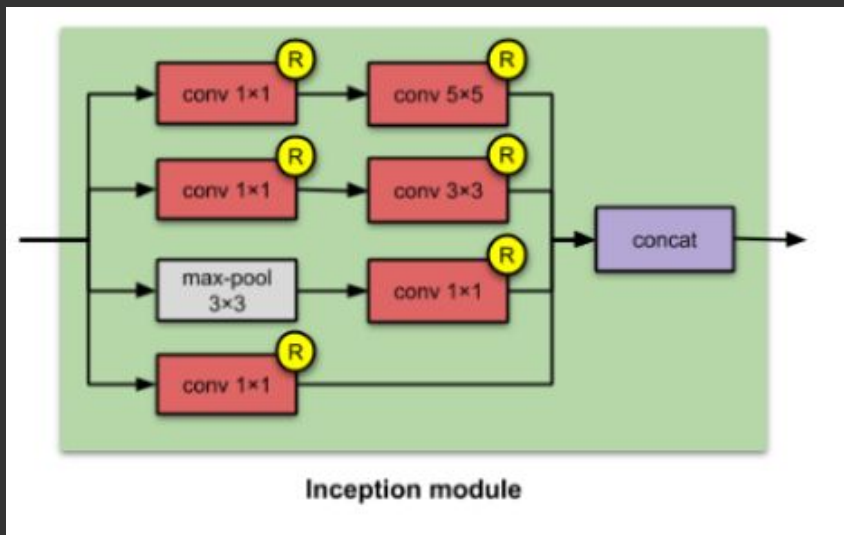 R
R
conv 1×1
conv 5×5
R
R
conv 1×1
conv 3×3
concat
R
max-pool
3×3
conv 1×1
R
conv 1×1
Inception module